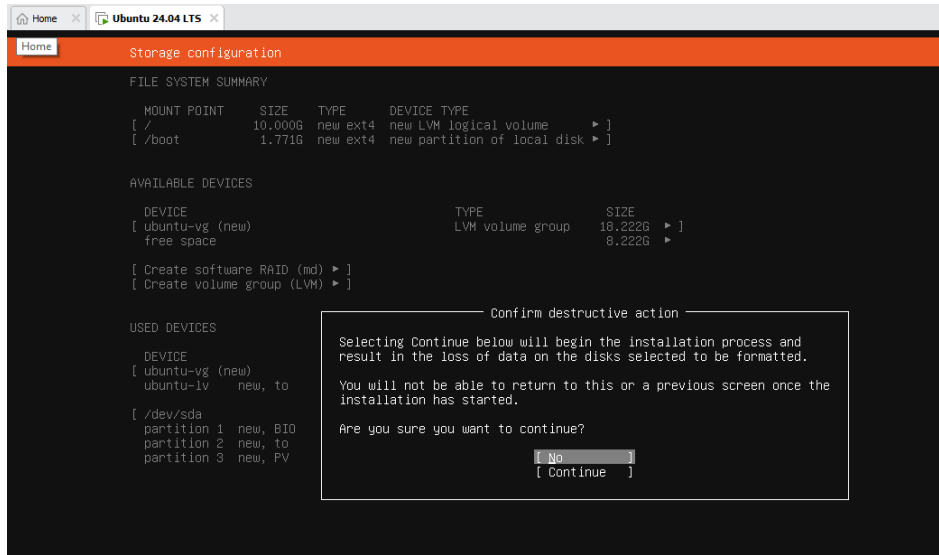 Home Ubuntu 24.04 LTS
Home
Storage configuration
FILE SYSTEM SUMMARY
MOUNT POINT SIZE TYPE DEVICE TYPE
[ / 10.000G new ext4 new LVM logical volume ▸ ]
[ /boot 1.771G new ext4 new partition of local disk ▸ ]
AVAILABLE DEVICES
DEVICE TYPE SIZE
[ ubuntu-vg (new) LVM volume group 18.222G ▸ ]
free space 8.222G ▸
[ Create software RAID (md) ▸ ]
[ Create volume group (LVM) ▸ ]
USED DEVICES
DEVICE
[ ubuntu-vg (new)
ubuntu-lv new, to
[ /dev/sda
partition 1 new, BIO
partition 2 new, to
partition 3 new, PV
Confirm destructive action
Selecting Continue below will begin the installation process and
result in the loss of data on the disks selected to be formatted.
You will not be able to return to this or a previous screen once the
installation has started.
Are you sure you want to continue?
[ No ]
[ Continue ]